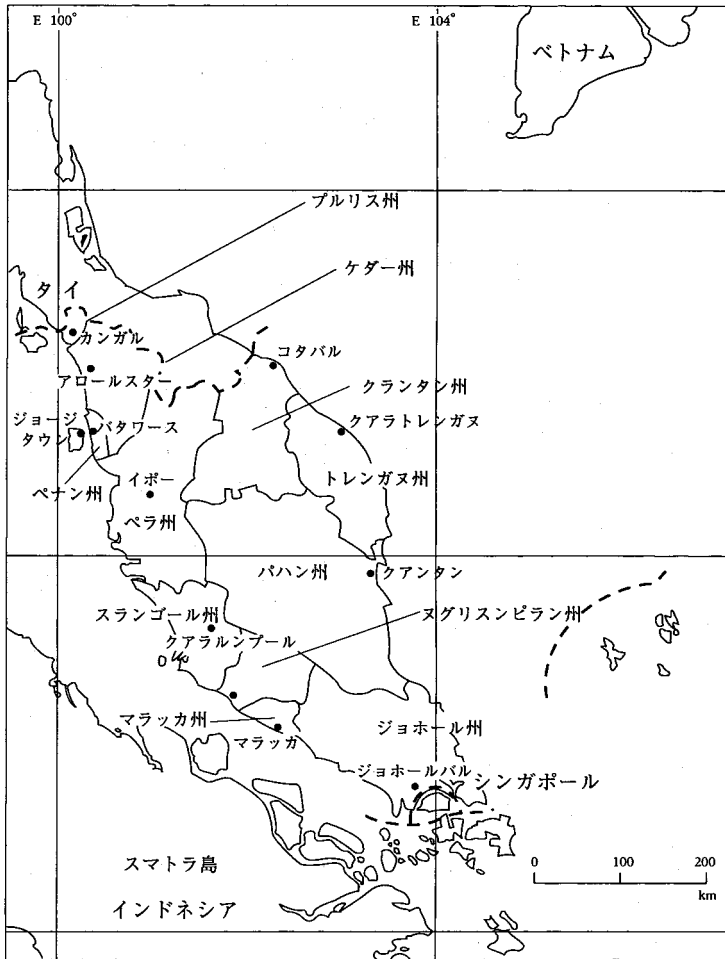 E 100°
E 104°
ベトナム
プルリス州
ケダー州
タイ
カンガル
コタバル
アロールスター
クランタン州
ジョージ
タウン
バタワース
クアラトレンガヌ
ペナン州
イポー
トレンガヌ州
ペラ州
パハン州
クアンタン
スランゴール州
ヌグリスンピラン州
クアラルンプール
マラッカ州
マラッカ
ジョホール州
ジョホールバル
シンガポール
スマトラ島
インドネシア
0 100 200
km